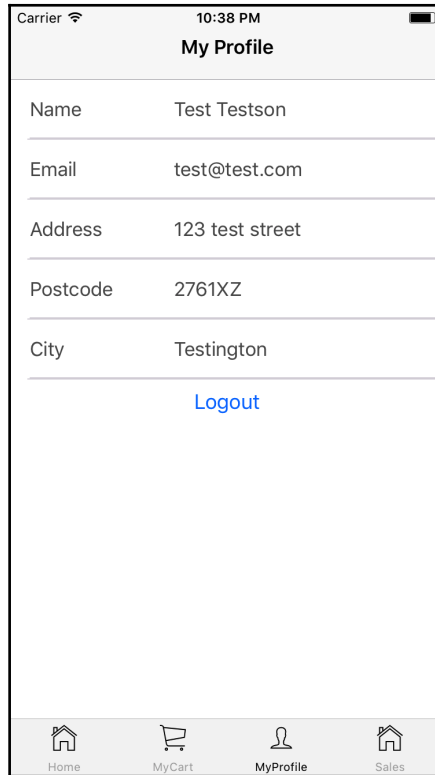 Carrier 10:38 PM
My Profile
Name Test Testson
Email test@test.com
Address 123 test street
Postcode 2761XZ
City Testington
Logout
Home MyCart MyProfile Sales